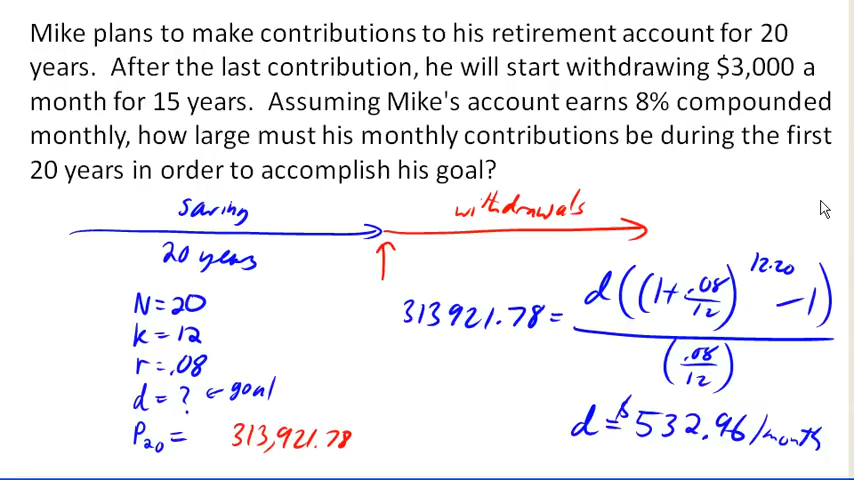 Mike plans to make contributions to his retirement account for 20
years.  After the last contribution, he will start withdrawing $3,000 a
month for 15 years.  Assuming Mike's account earns 8% compounded
monthly, how large must his monthly contributions be during the first
20 years in order to accomplish his goal?
saving
withdrawals
20 years
N=20
k=12
r=.08
d=? ← goal
P₂₀ = 313,921.78
313921.78 = d((1+.08/12)^12·20 −1) / (.08/12)
d=$532.96/month